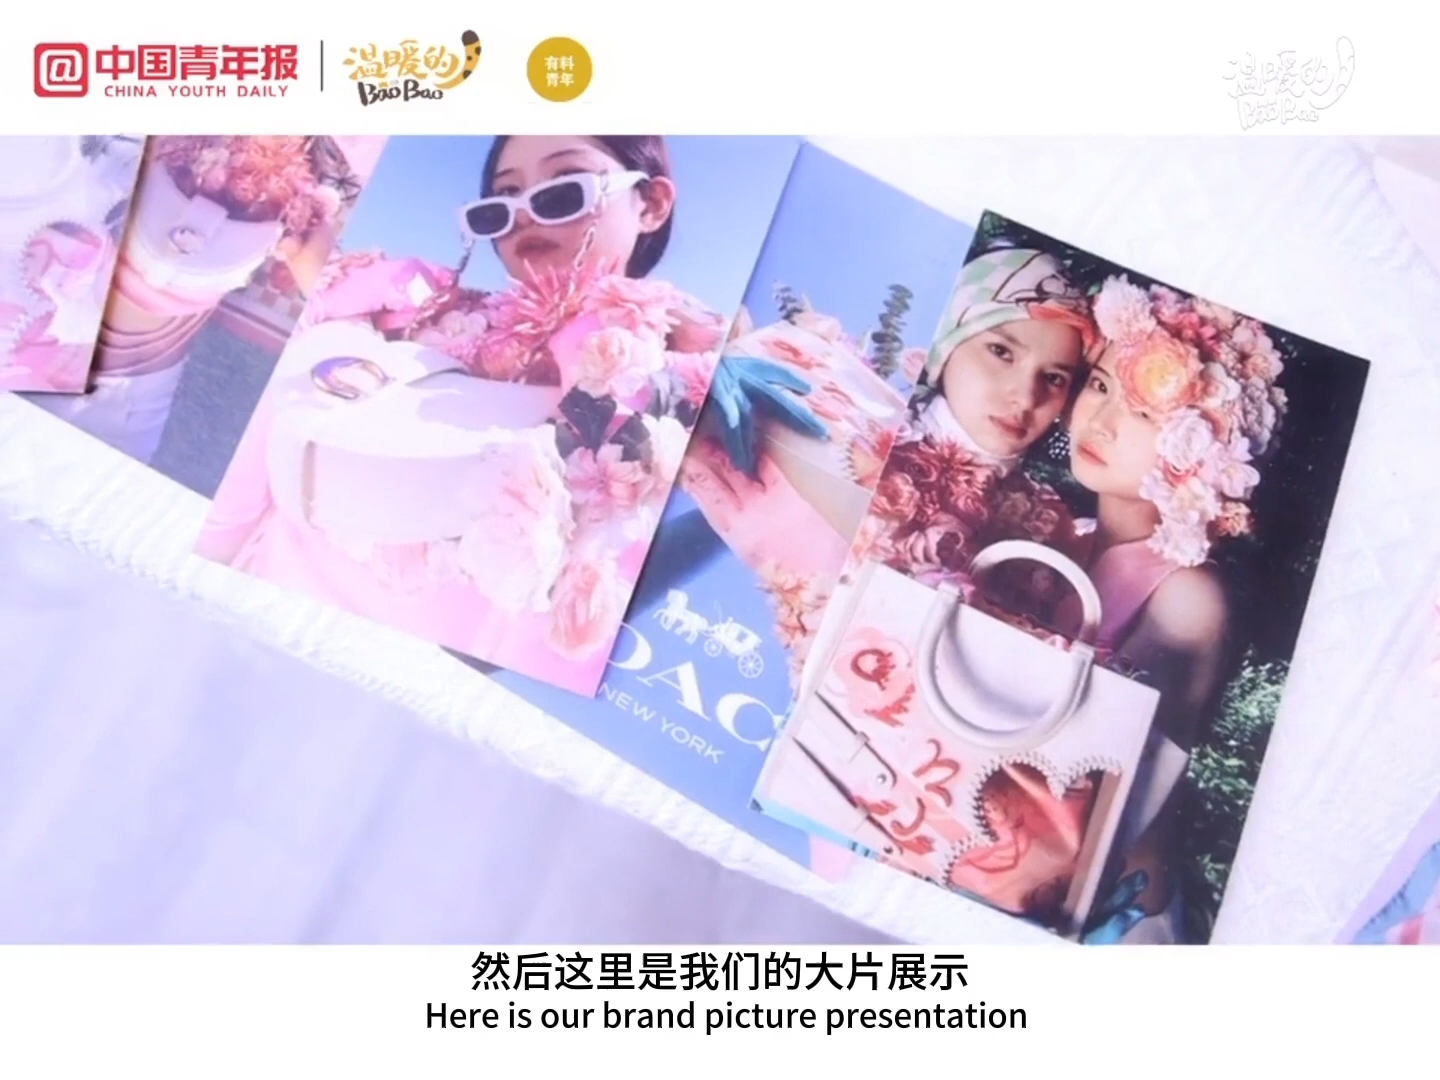 中国青年报
CHINA YOUTH DAILY
温暖的
BaoBao
有料
青年
温暖的
BaoBao
OAC
NEW YORK
然后这里是我们的大片展示
Here is our brand picture presentation